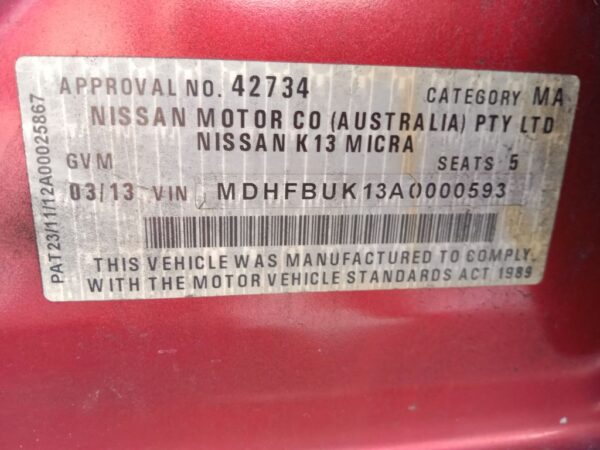 APPROVAL NO. 42734 CATEGORY MA
NISSAN MOTOR CO (AUSTRALIA) PTY LTD
NISSAN K13 MICRA
GVM SEATS 5
03/13 VIN MDHFBUK13A0000593
THIS VEHICLE WAS MANUFACTURED TO COMPLY
WITH THE MOTOR VEHICLE STANDARDS ACT 1989
PAT23/11/12A00025867